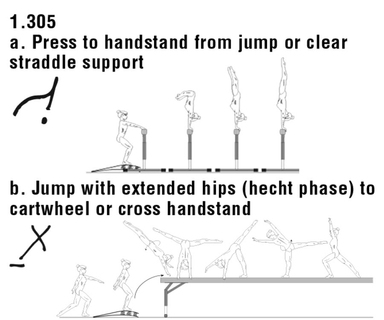 1.305
a. Press to handstand from jump or clear
straddle support
b. Jump with extended hips (hecht phase) to
cartwheel or cross handstand